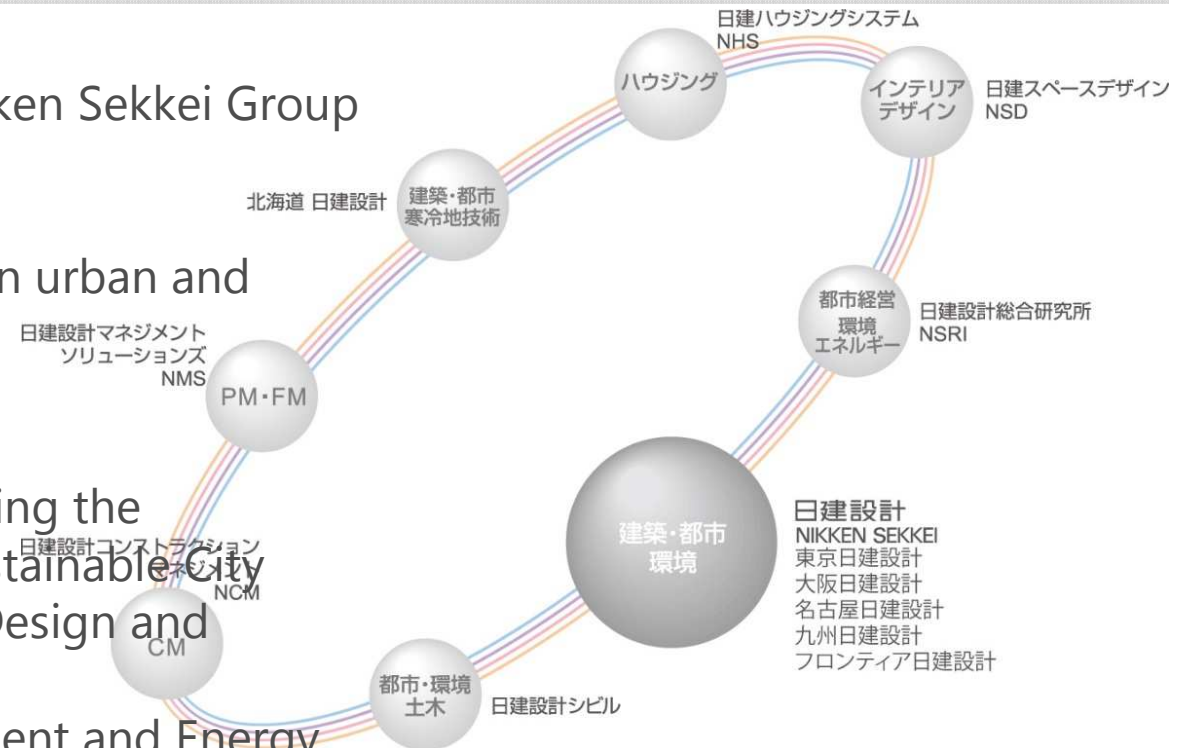 ken Sekkei Group
n urban and
ing the
tainable City
Design and
ent and Energy
日建ハウジングシステム
NHS
ハウジング
インテリア
デザイン
日建スペースデザイン
NSD
北海道 日建設計
建築・都市
寒冷地技術
都市経営
環境
エネルギー
日建設計総合研究所
NSRI
日建設計マネジメント
ソリューションズ
NMS
PM・FM
建築・都市
環境
日建設計
NIKKEN SEKKEI
東京日建設計
大阪日建設計
名古屋日建設計
九州日建設計
フロンティア日建設計
日建設計コンストラクション
マネジメント
NCM
CM
都市・環境
土木
日建設計シビル